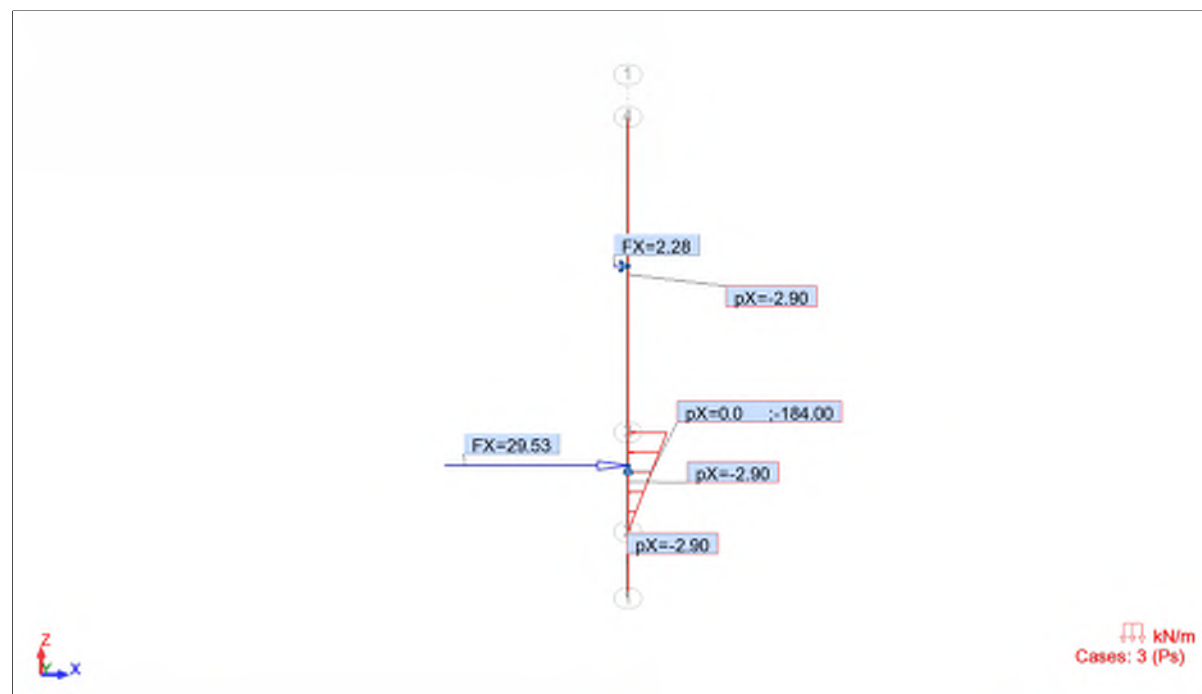 1
4
FX=2.28
pX=-2.90
pX=0.0 ;-184.00
FX=29.53
pX=-2.90
pX=-2.90
Z
X
kN/m
Cases: 3 (Ps)